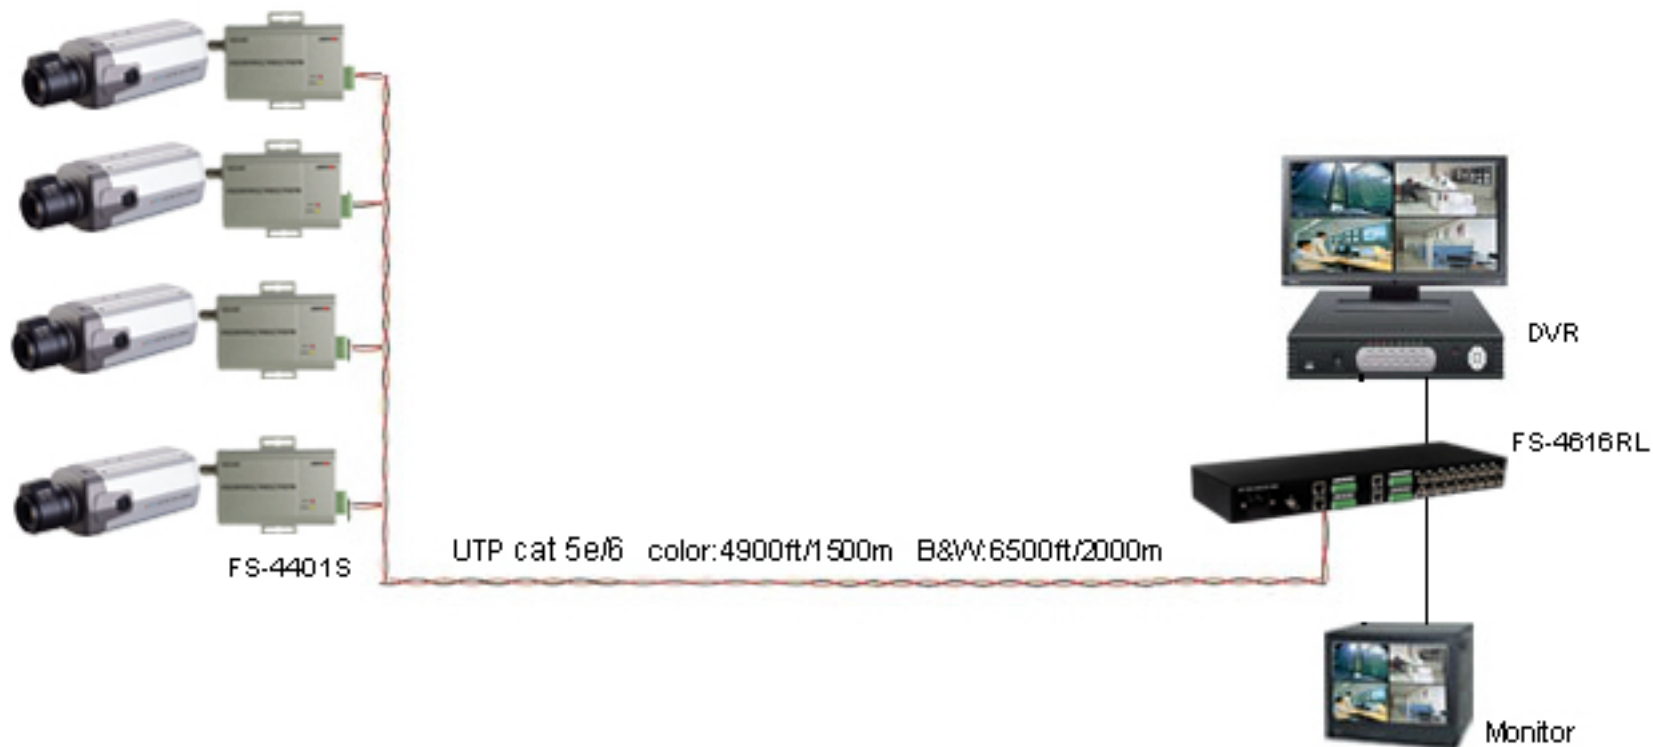 DVR
FS-4616RL
UTP cat 5e/6 color:4900ft/1500m B&W:6500ft/2000m
FS-4401S
Monitor